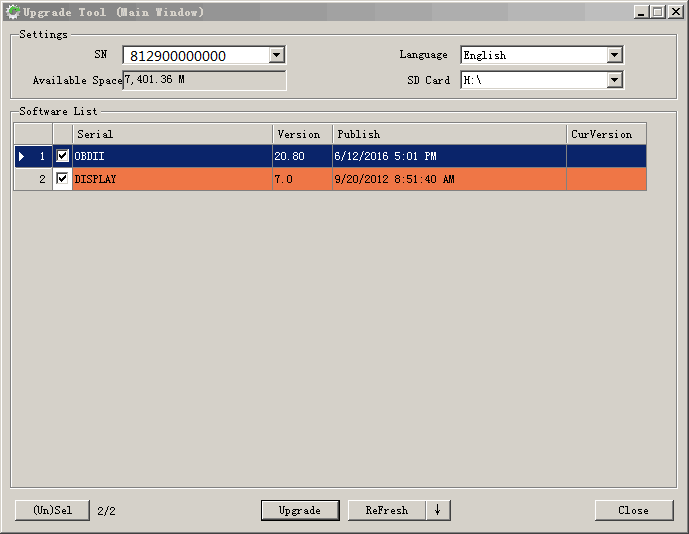 Upgrade Tool (Main Window)
Settings
SN 812900000000 Language English
Available Space 7,401.36 M SD Card H:\
Software List
Serial Version Publish CurVersion
1 OBDII 20.80 6/12/2016 5:01 PM
2 DISPLAY 7.0 9/20/2012 8:51:40 AM
(Un)Sel 2/2 Upgrade ReFresh ↓ Close